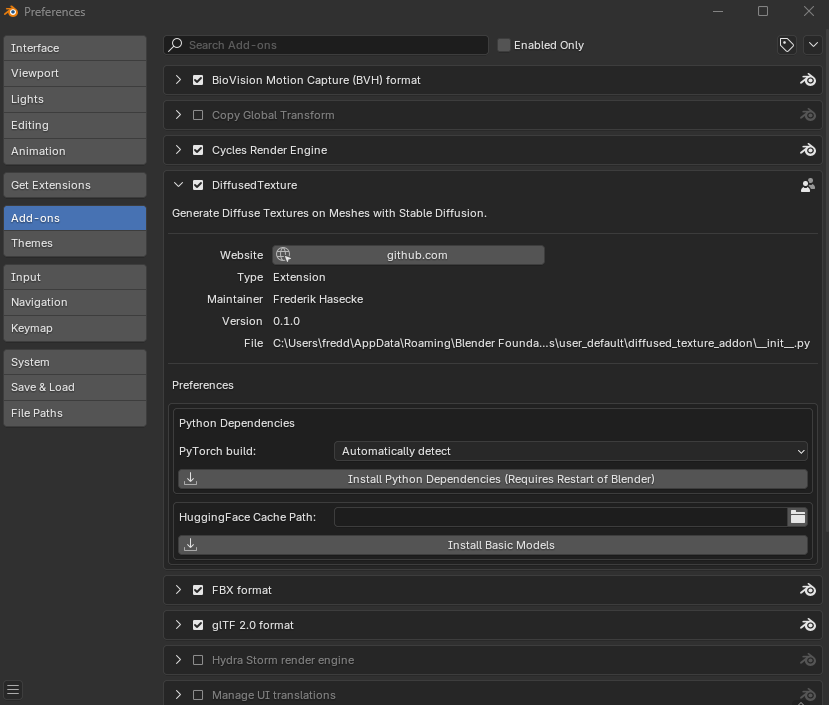 Preferences
Interface
Viewport
Lights
Editing
Animation
Get Extensions
Add-ons
Themes
Input
Navigation
Keymap
System
Save & Load
File Paths
Search Add-ons
Enabled Only
BioVision Motion Capture (BVH) format
Copy Global Transform
Cycles Render Engine
DiffusedTexture
Generate Diffuse Textures on Meshes with Stable Diffusion.
Website github.com
Type Extension
Maintainer Frederik Hasecke
Version 0.1.0
File C:\Users\fredd\AppData\Roaming\Blender Founda...s\user_default\diffused_texture_addon\__init__.py
Preferences
Python Dependencies
PyTorch build: Automatically detect
Install Python Dependencies (Requires Restart of Blender)
HuggingFace Cache Path:
Install Basic Models
FBX format
glTF 2.0 format
Hydra Storm render engine
Manage UI translations